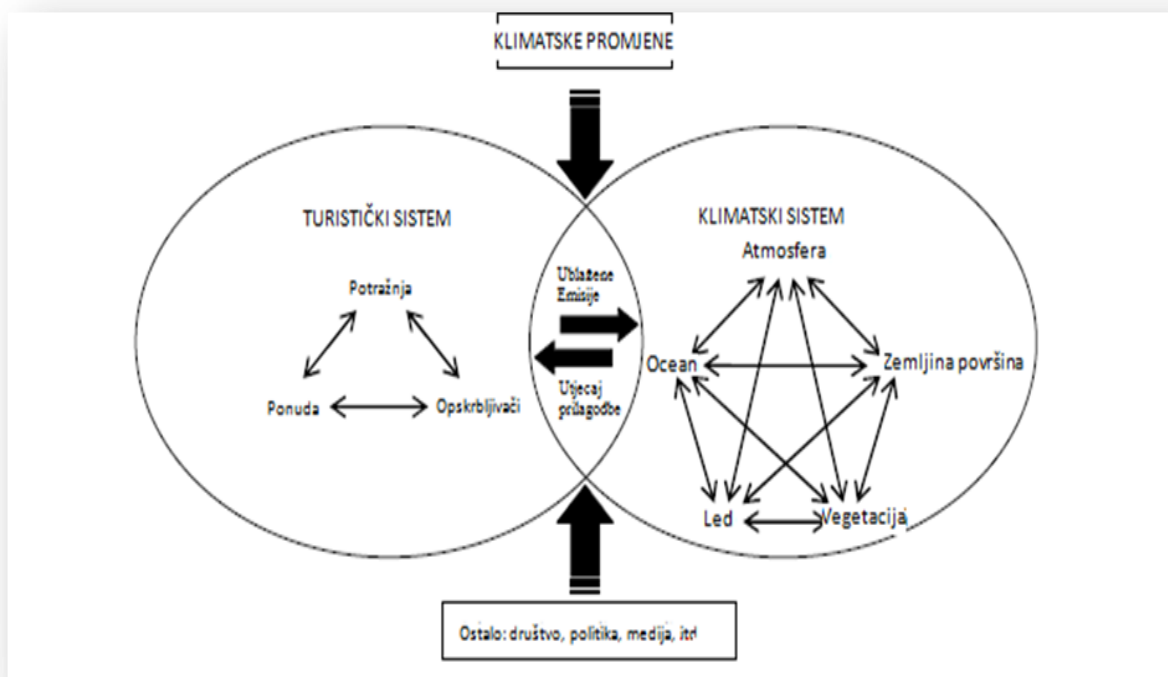 KLIMATSKE PROMJENE
TURISTIČKI SISTEM
Potražnja
Ponuda
Opskrbljivači
Ublažene
Emisije
Utjecaj
prilagodbe
KLIMATSKI SISTEM
Atmosfera
Ocean
Zemljina površina
Led
Vegetacija
Ostalo: društvo, politika, medija, itd